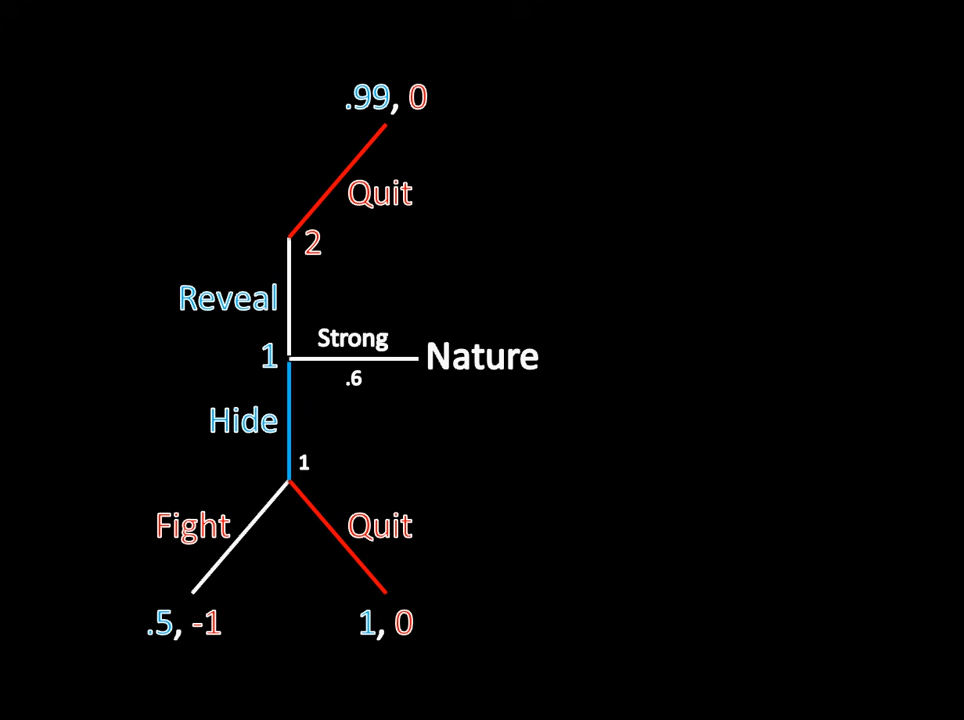 .99, 0
Quit
2
Reveal
Strong
1
Nature
.6
Hide
1
Fight
Quit
.5, -1
1, 0